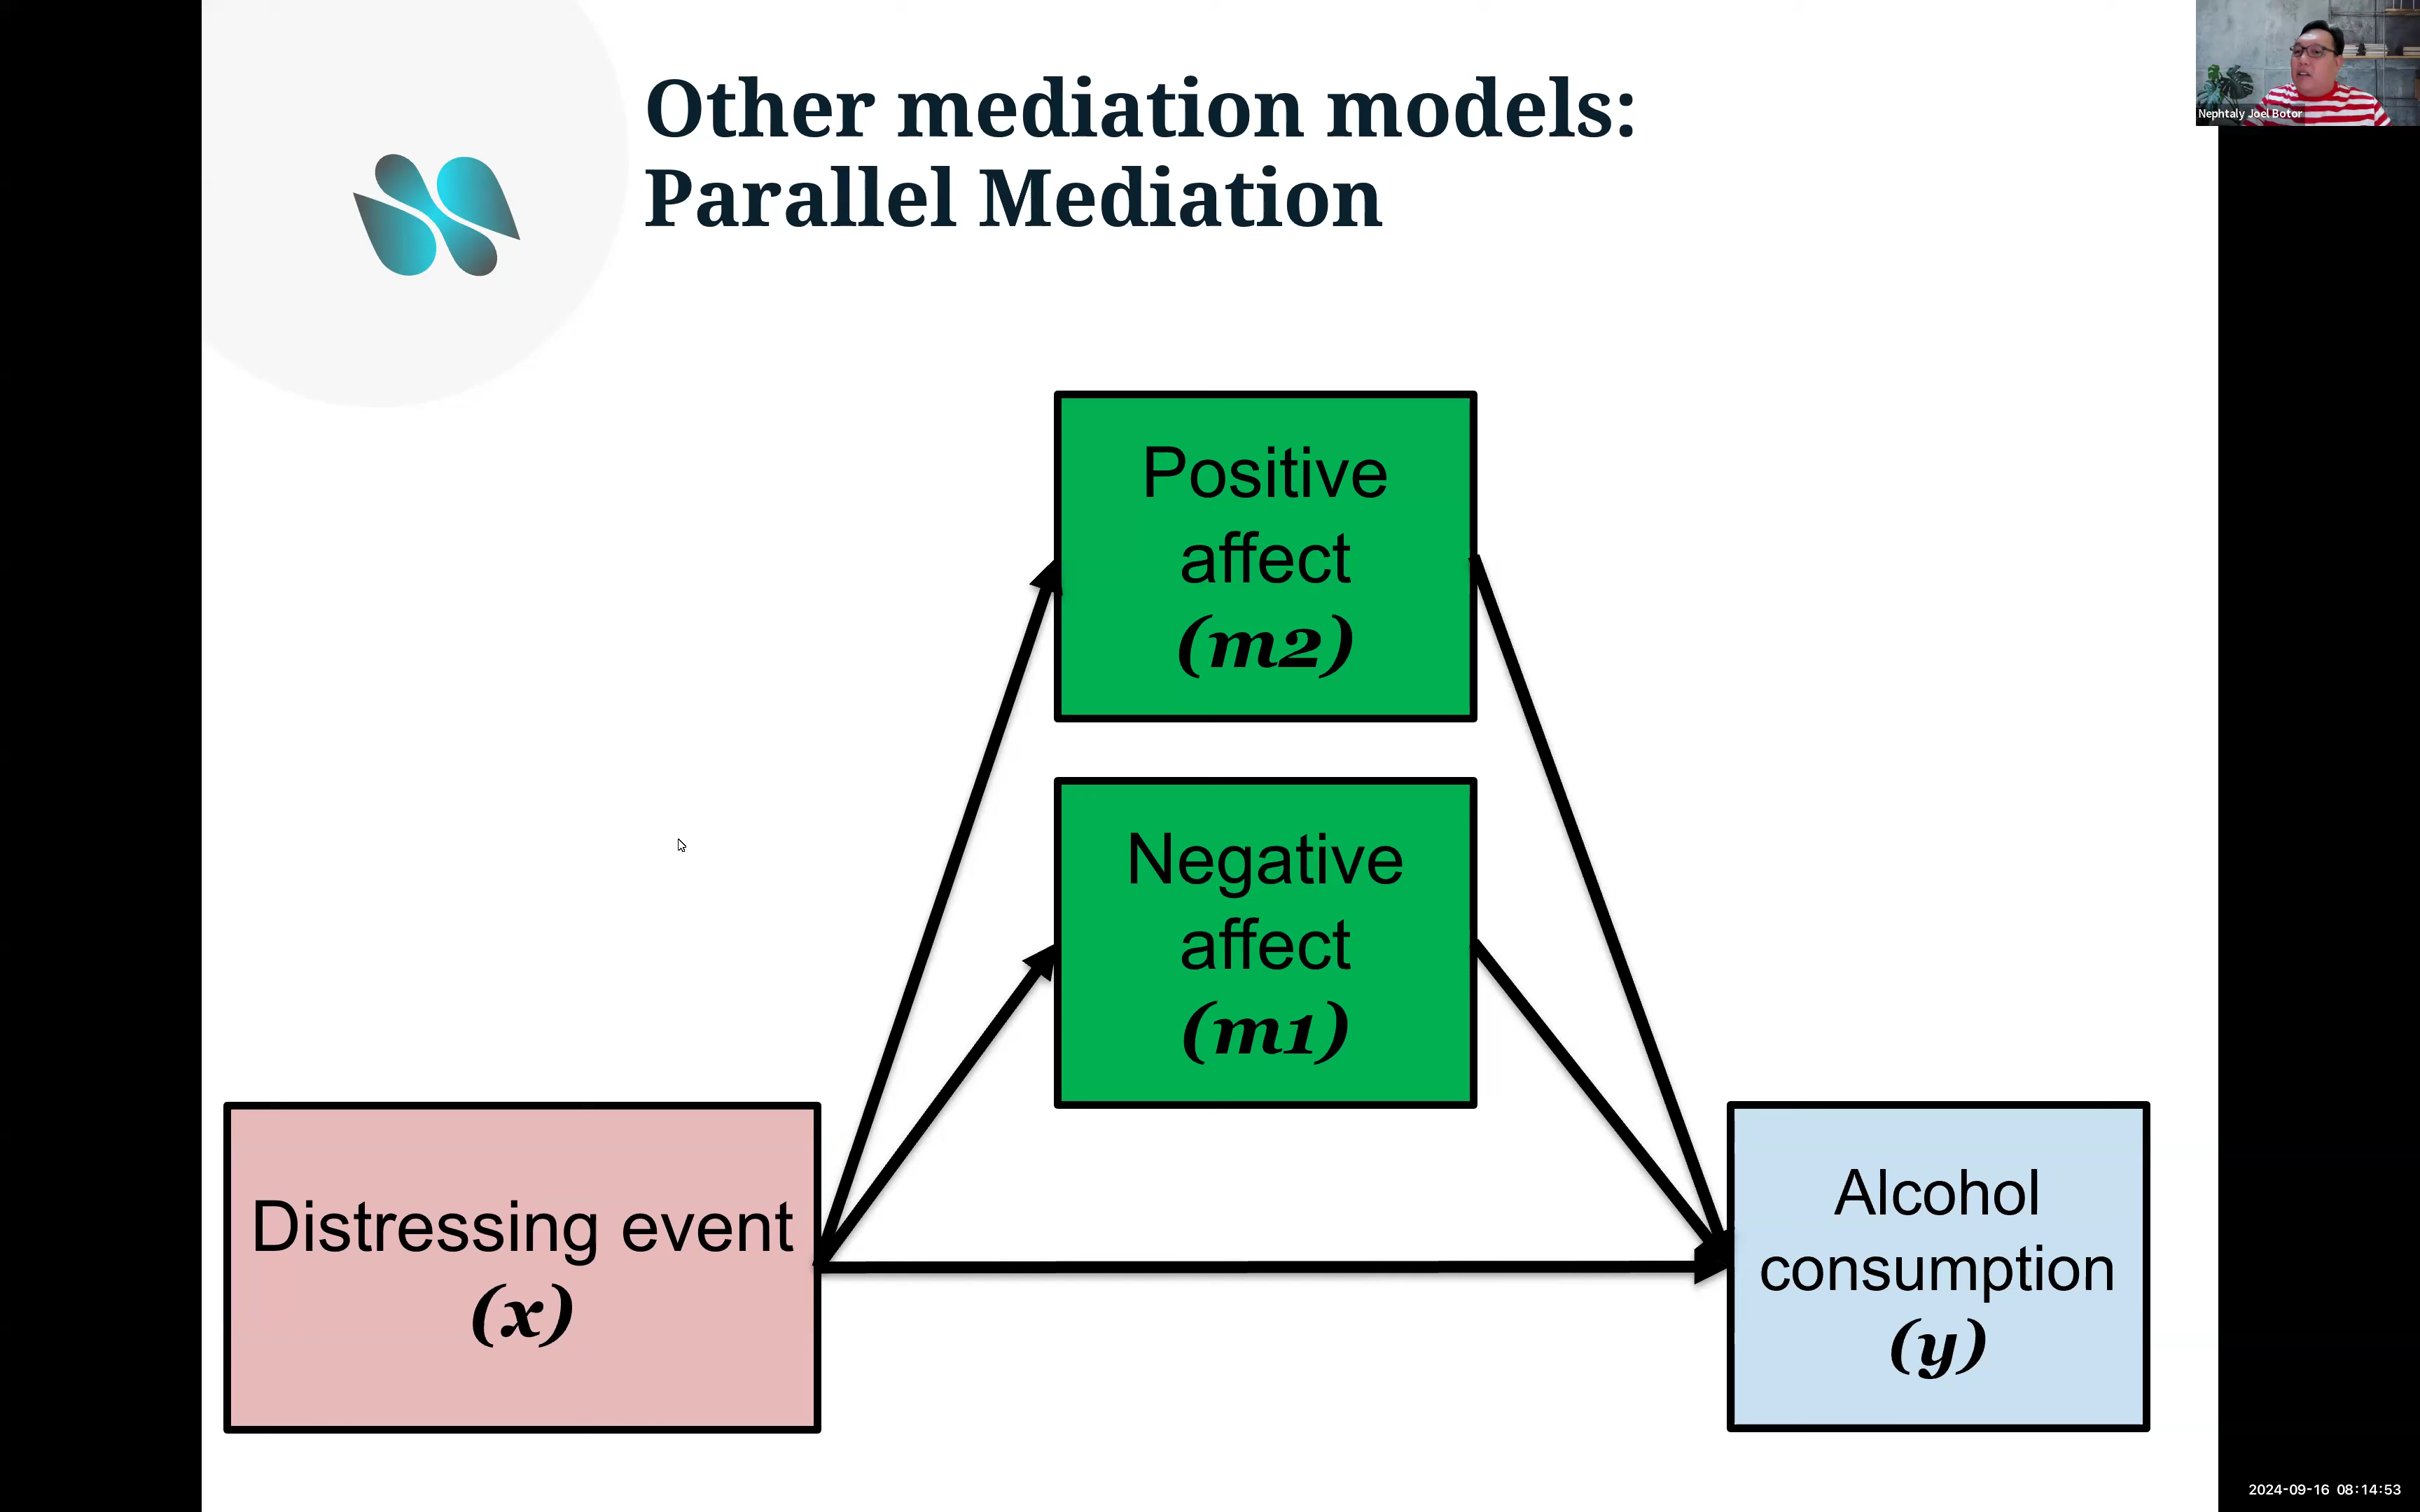 Other mediation models:
Parallel Mediation
Nephtaly Joel Botor
Positive
affect
(m2)
Negative
affect
(m1)
Distressing event
(x)
Alcohol
consumption
(y)
2024-09-16 08:14:53